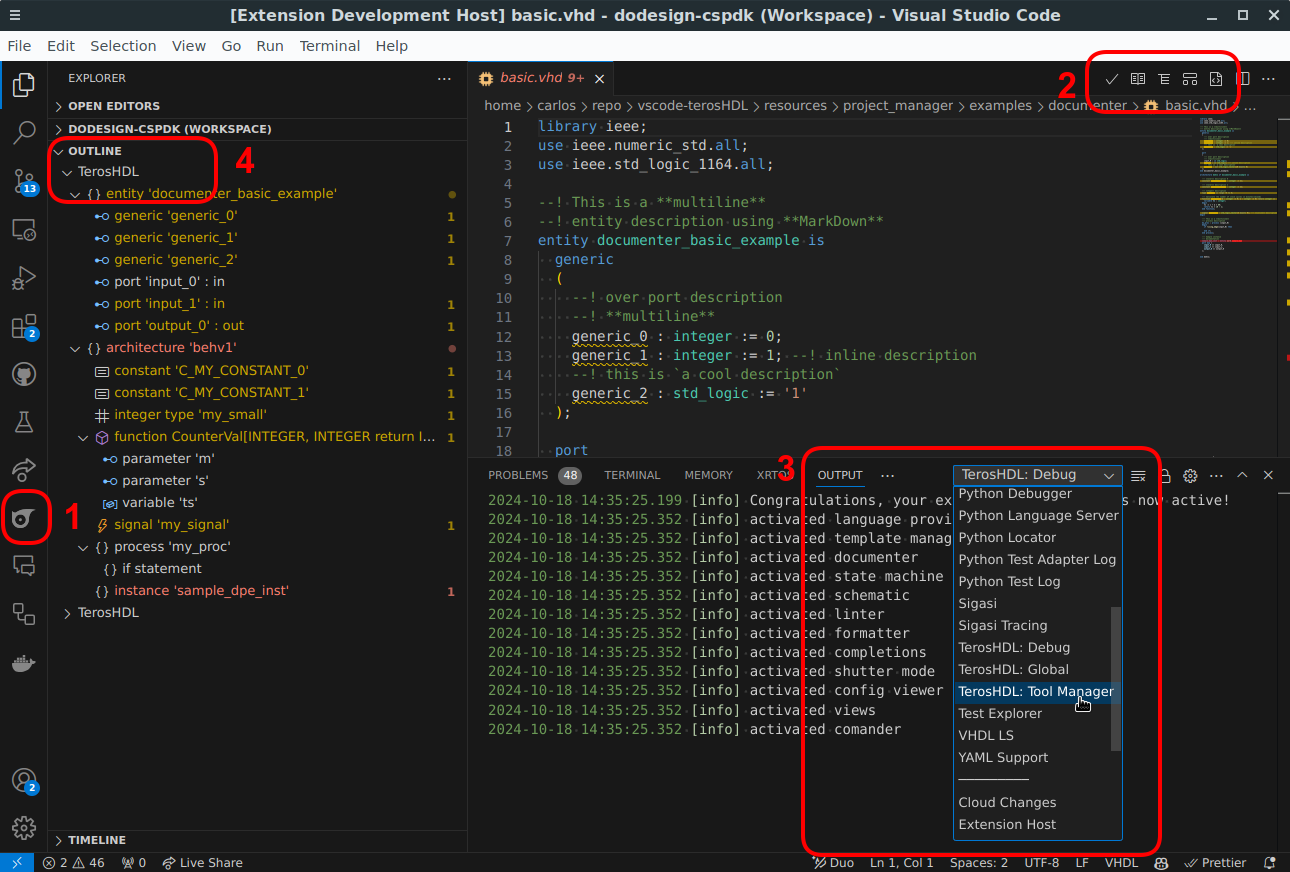 [Extension Development Host] basic.vhd - dodesign-cspdk (Workspace) - Visual Studio Code
File Edit Selection View Go Run Terminal Help
EXPLORER
OPEN EDITORS
DODESIGN-CSPDK (WORKSPACE)
OUTLINE
TerosHDL
entity 'documenter_basic_example'
generic 'generic_0' 1
generic 'generic_1' 1
generic 'generic_2' 1
port 'input_0' : in
port 'input_1' : in 1
port 'output_0' : out 1
architecture 'behv1'
constant 'C_MY_CONSTANT_0' 1
constant 'C_MY_CONSTANT_1' 1
integer type 'my_small' 1
function CounterVal[INTEGER, INTEGER return I... 1
parameter 'm'
parameter 's'
variable 'ts'
signal 'my_signal' 1
process 'my_proc'
if statement
instance 'sample_dpe_inst' 1
TerosHDL
TIMELINE
13
2
2
1
4
2
3
basic.vhd 9+
home > carlos > repo > vscode-terosHDL > resources > project_manager > examples > documenter > basic.vhd > ...
1 library ieee;
2 use ieee.numeric_std.all;
3 use ieee.std_logic_1164.all;
4
5 --! This is a **multiline**
6 --! entity description using **MarkDown**
7 entity documenter_basic_example is
8 generic
9 (
10 --! over port description
11 --! **multiline**
12 generic_0 : integer := 0;
13 generic_1 : integer := 1; --! inline description
14 --! this is `a cool description`
15 generic_2 : std_logic := '1'
16 );
17
18 port
PROBLEMS 48 TERMINAL MEMORY OUTPUT ... TerosHDL: Debug
2024-10-18 14:35:25.199 [info] Congratulations, your ex
now active!
2024-10-18 14:35:25.352 [info] activated language provi
2024-10-18 14:35:25.352 [info] activated template manag
2024-10-18 14:35:25.352 [info] activated documenter
2024-10-18 14:35:25.352 [info] activated state machine
2024-10-18 14:35:25.352 [info] activated schematic
2024-10-18 14:35:25.352 [info] activated linter
2024-10-18 14:35:25.352 [info] activated formatter
2024-10-18 14:35:25.352 [info] activated completions
2024-10-18 14:35:25.352 [info] activated shutter mode
2024-10-18 14:35:25.352 [info] activated config viewer
2024-10-18 14:35:25.352 [info] activated views
2024-10-18 14:35:25.352 [info] activated comander
Python Debugger
Python Language Server
Python Locator
Python Test Adapter Log
Python Test Log
Sigasi
Sigasi Tracing
TerosHDL: Debug
TerosHDL: Global
TerosHDL: Tool Manager
Test Explorer
VHDL LS
YAML Support
Cloud Changes
Extension Host
2 46 0 Live Share Duo Ln 1, Col 1 Spaces: 2 UTF-8 LF VHDL Prettier